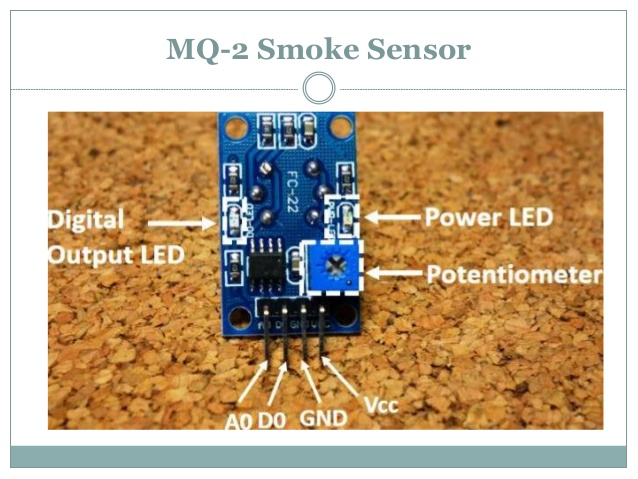 MQ-2 Smoke Sensor
Digital
Output LED
Power LED
FC-22
Potentiometer
A0 D0 GND Vcc